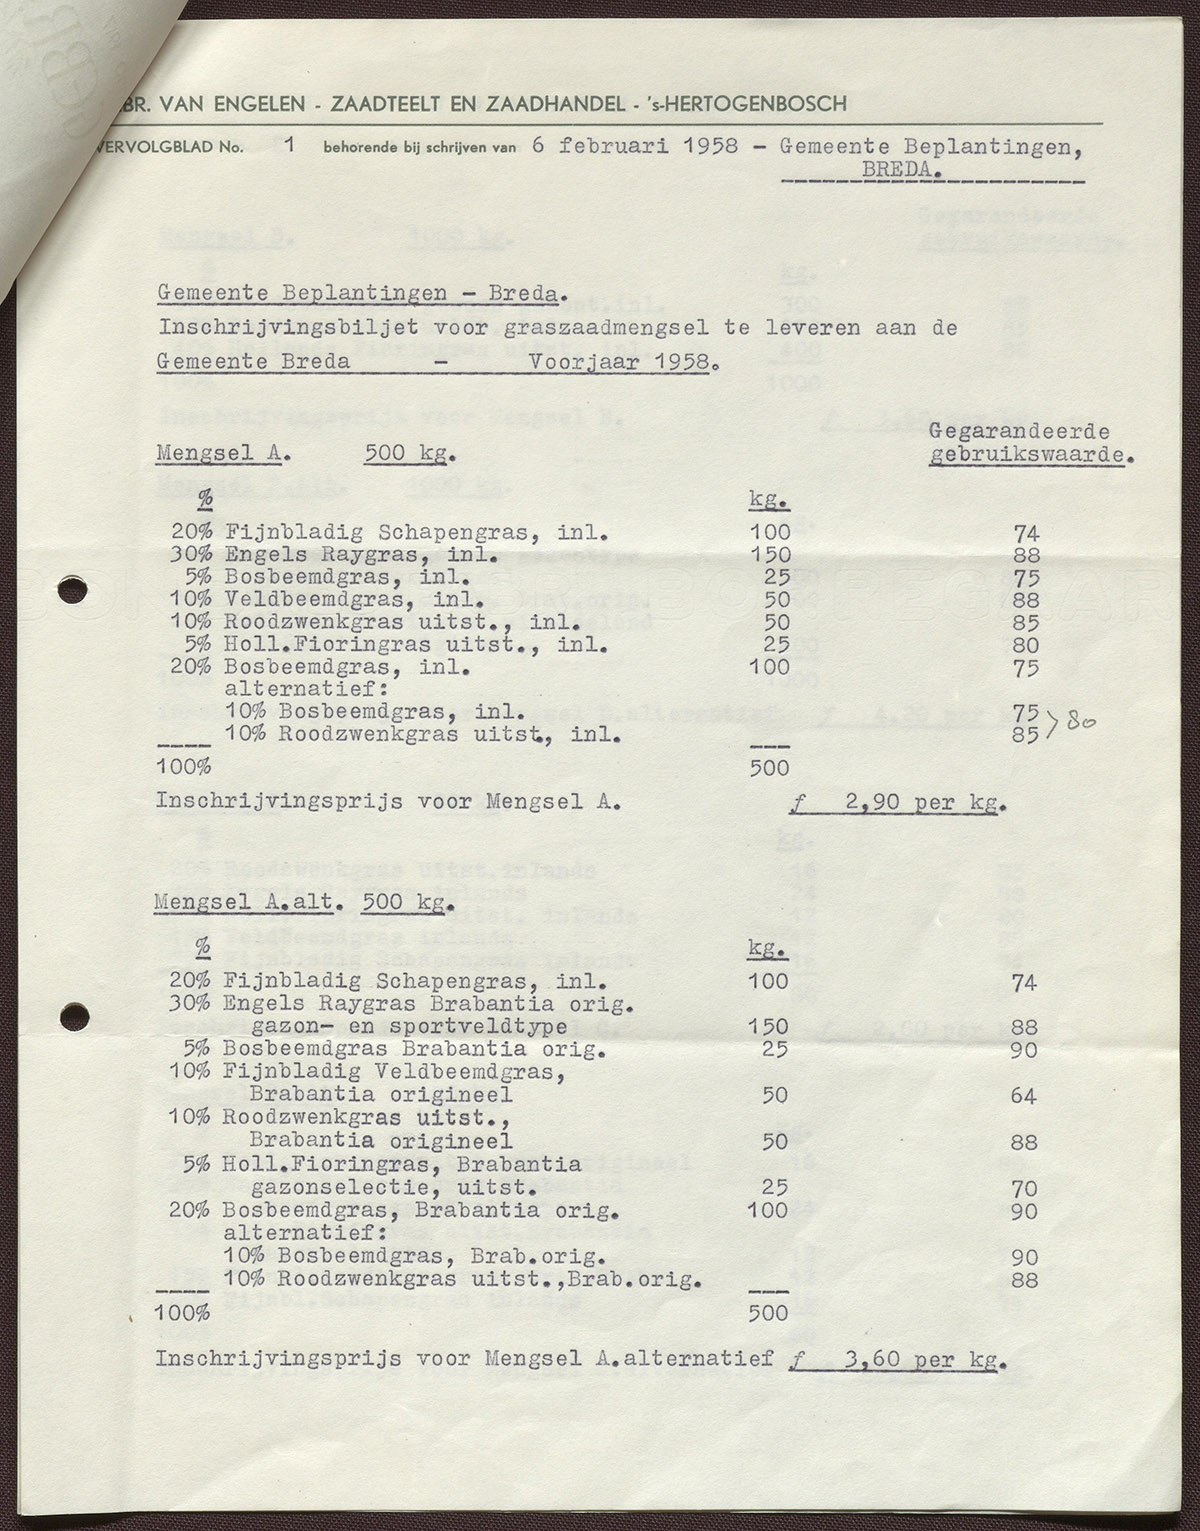 BR. VAN ENGELEN - ZAADTEELT EN ZAADHANDEL - 's-HERTOGENBOSCH
VERVOLGBLAD No. 1 behorende bij schrijven van 6 februari 1958 - Gemeente Beplantingen,
BREDA.
Gemeente Beplantingen - Breda.
Inschrijvingsbiljet voor graszaadmengsel te leveren aan de
Gemeente Breda - Voorjaar 1958.
Gegarandeerde
Mengsel A. 500 kg. gebruikswaarde.
% kg.
20% Fijnbladig Schapengras, inl. 100 74
30% Engels Raygras, inl. 150 88
5% Bosbeemdgras, inl. 25 75
10% Veldbeemdgras, inl. 50 88
10% Roodzwenkgras uitst., inl. 50 85
5% Holl.Fioringras uitst., inl. 25 80
20% Bosbeemdgras, inl. 100 75
alternatief:
10% Bosbeemdgras, inl. 75
10% Roodzwenkgras uitst., inl. 85 > 80
100% 500
Inschrijvingsprijs voor Mengsel A. f 2,90 per kg.
Mengsel A.alt. 500 kg.
% kg.
20% Fijnbladig Schapengras, inl. 100 74
30% Engels Raygras Brabantia orig.
gazon- en sportveldtype 150 88
5% Bosbeemdgras Brabantia orig. 25 90
10% Fijnbladig Veldbeemdgras,
Brabantia origineel 50 64
10% Roodzwenkgras uitst.,
Brabantia origineel 50 88
5% Holl.Fioringras, Brabantia
gazonselectie, uitst. 25 70
20% Bosbeemdgras, Brabantia orig. 100 90
alternatief:
10% Bosbeemdgras, Brab.orig. 90
10% Roodzwenkgras uitst.,Brab.orig. 88
100% 500
Inschrijvingsprijs voor Mengsel A.alternatief f 3,60 per kg.